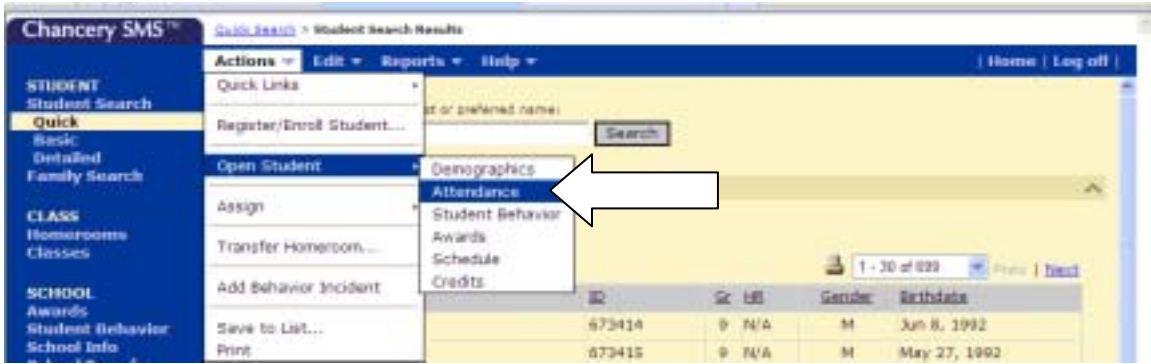 Chancery SMS™
Quick Search > Student Search Results
Actions Edit Reports Help | Home | Log off |
STUDENT
Student Search
Quick
Basic
Detailed
Family Search
CLASS
Homerooms
Classes
SCHOOL
Awards
Student Behavior
School Info
Quick Links
Register/Enroll Student...
Open Student
Assign
Transfer Homeroom...
Add Behavior Incident
Save to List...
Print
Demographics
Attendance
Student Behavior
Awards
Schedule
Credits
or preferred name:
Search
1 - 30 of 699 Prev | Next
ID Gr HR Gender Birthdate
673414 9 N/A M Jun 8, 1992
673415 9 N/A M May 27, 1992